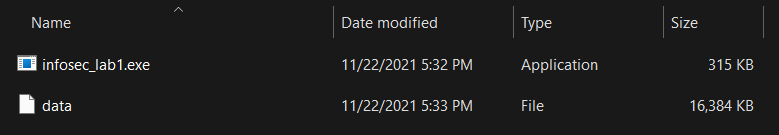 Name Date modified Type Size
infosec_lab1.exe 11/22/2021 5:32 PM Application 315 KB
data 11/22/2021 5:33 PM File 16,384 KB